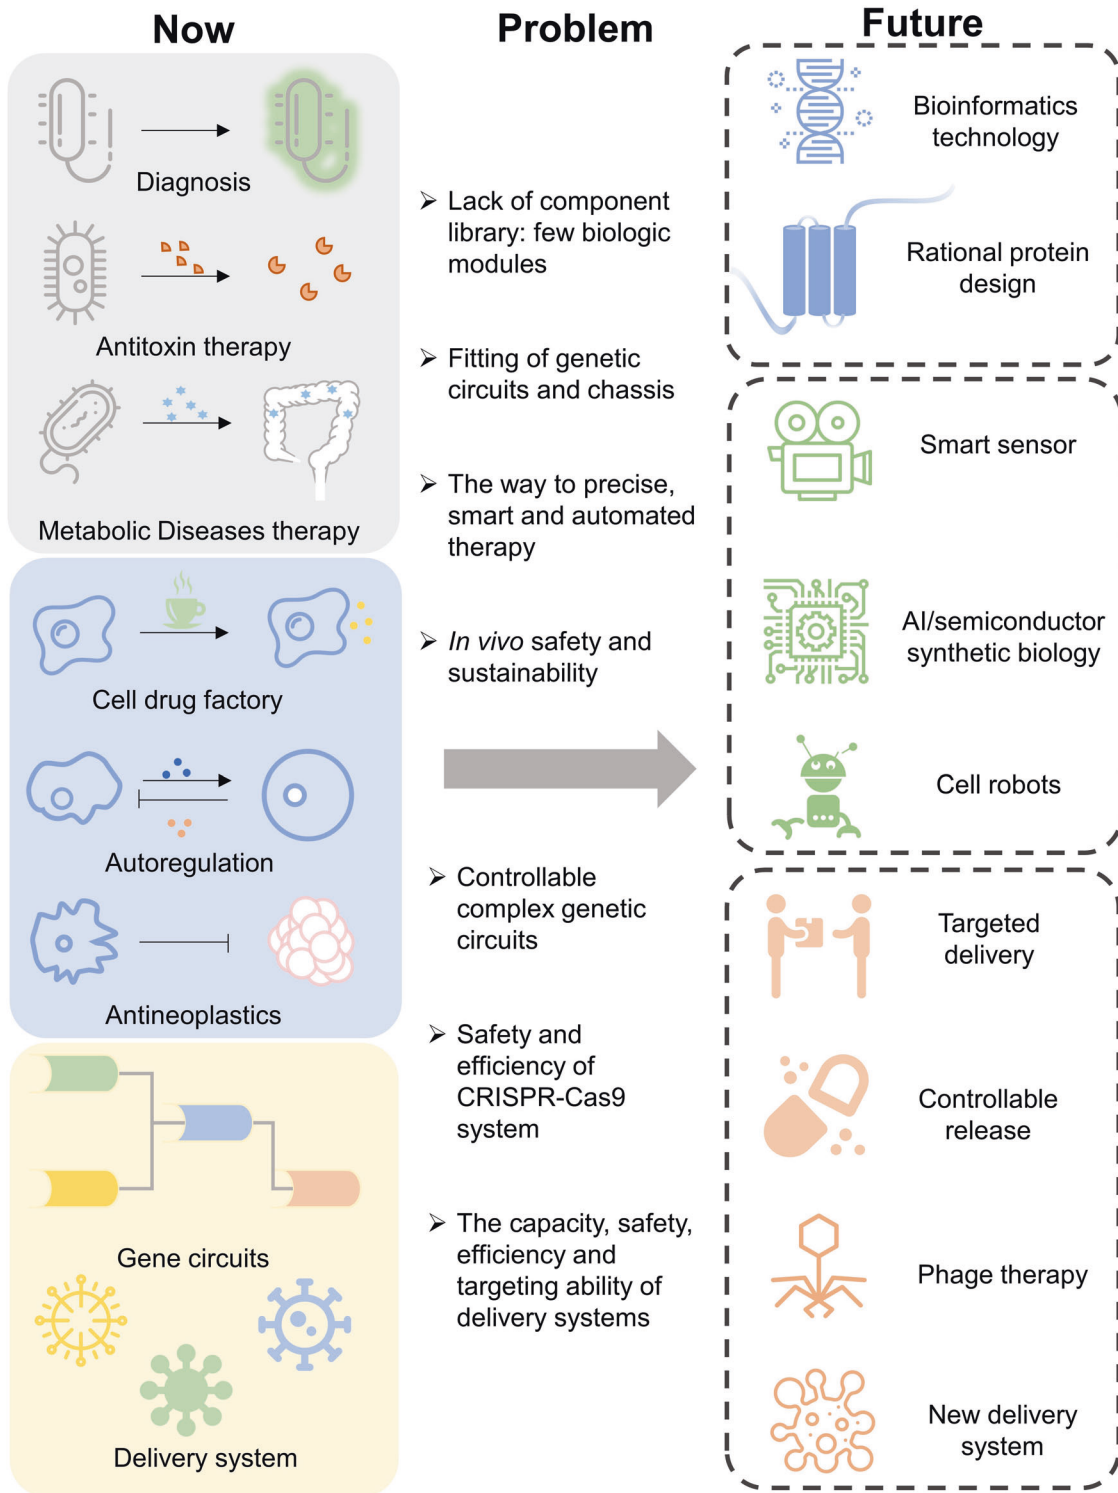 Now
Diagnosis
Antitoxin therapy
Metabolic Diseases therapy
Cell drug factory
Autoregulation
Antineoplastics
Gene circuits
Delivery system
Problem
➢ Lack of component
library: few biologic
modules
➢ Fitting of genetic
circuits and chassis
➢ The way to precise,
smart and automated
therapy
➢ In vivo safety and
sustainability
➢ Controllable
complex genetic
circuits
➢ Safety and
efficiency of
CRISPR-Cas9
system
➢ The capacity, safety,
efficiency and
targeting ability of
delivery systems
Future
Bioinformatics
technology
Rational protein
design
Smart sensor
AI/semiconductor
synthetic biology
Cell robots
Targeted
delivery
Controllable
release
Phage therapy
New delivery
system